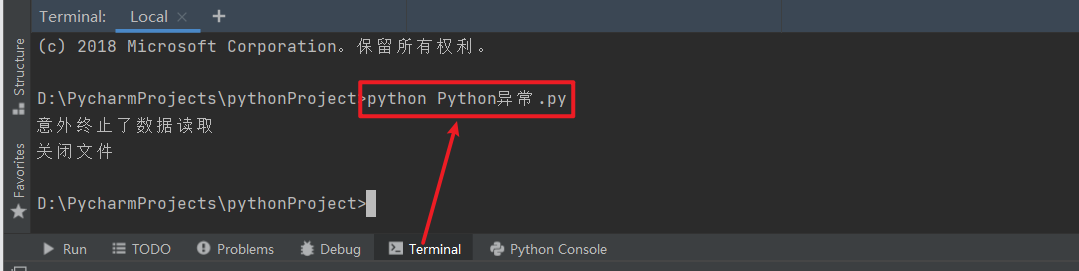 Terminal: Local × +
(c) 2018 Microsoft Corporation。保留所有权利。
D:\PycharmProjects\pythonProject>python Python异常.py
意外终止了数据读取
关闭文件
D:\PycharmProjects\pythonProject>
Structure
Favorites
Run TODO Problems Debug Terminal Python Console